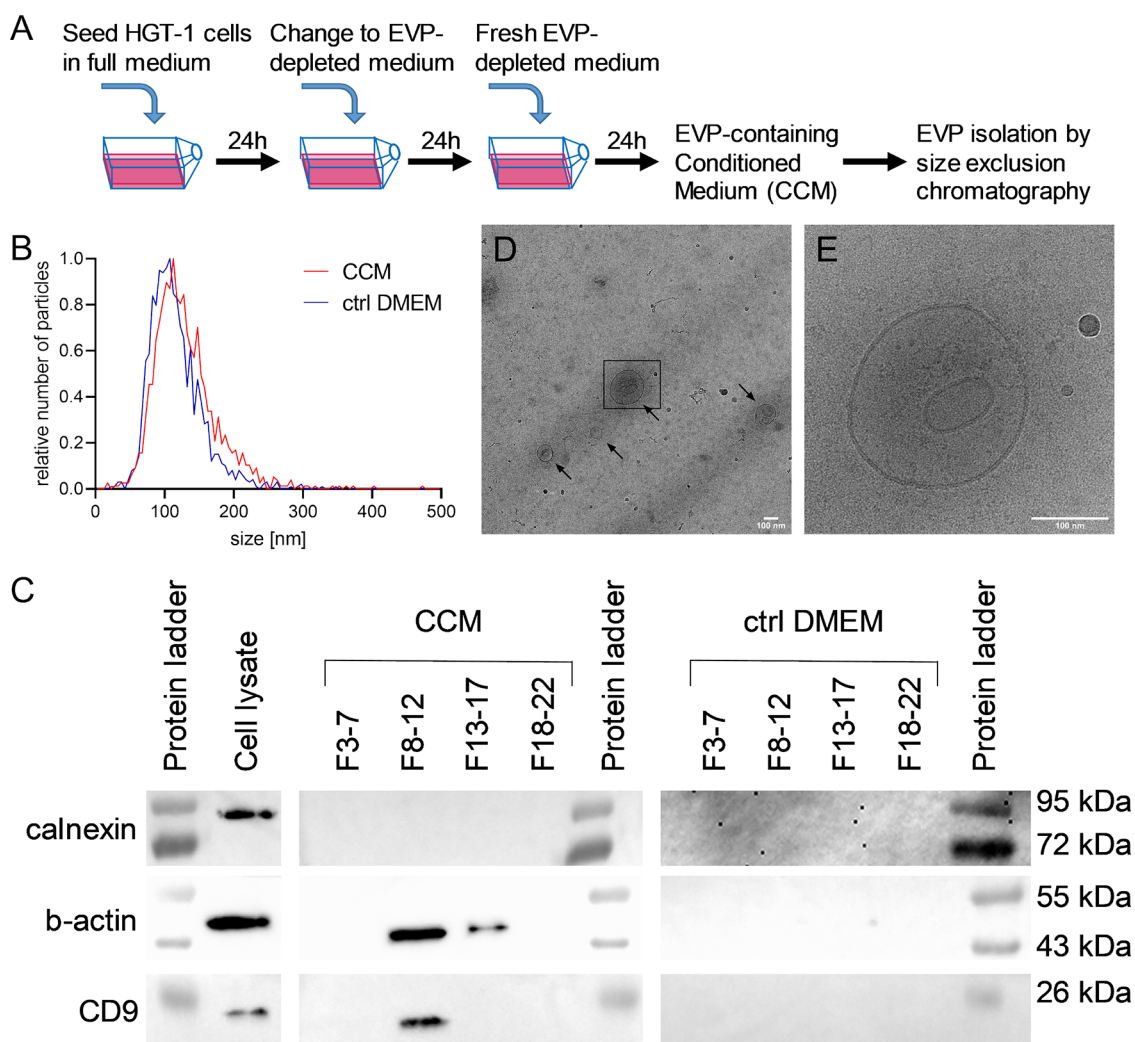 A
Seed HGT-1 cells
in full medium
Change to EVP-
depleted medium
Fresh EVP-
depleted medium
24h
24h
24h
EVP-containing
Conditioned
Medium (CCM)
EVP isolation by
size exclusion
chromatography
B
relative number of particles
1.0
0.8
0.6
0.4
0.2
0.0
0
100
200
300
400
500
size [nm]
CCM
ctrl DMEM
D
100 nm
E
100 nm
C
Protein ladder
Cell lysate
CCM
F3-7
F8-12
F13-17
F18-22
Protein ladder
ctrl DMEM
F3-7
F8-12
F13-17
F18-22
Protein ladder
calnexin
95 kDa
72 kDa
b-actin
55 kDa
43 kDa
CD9
26 kDa